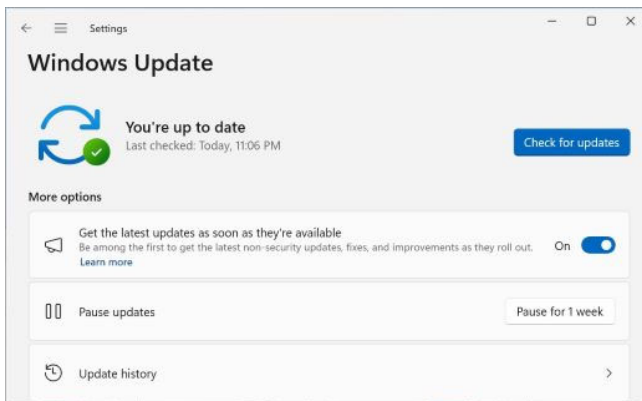 Settings
Windows Update
You're up to date
Last checked: Today, 11:06 PM
Check for updates
More options
Get the latest updates as soon as they're available
Be among the first to get the latest non-security updates, fixes, and improvements as they roll out.
Learn more
On
Pause updates
Pause for 1 week
Update history